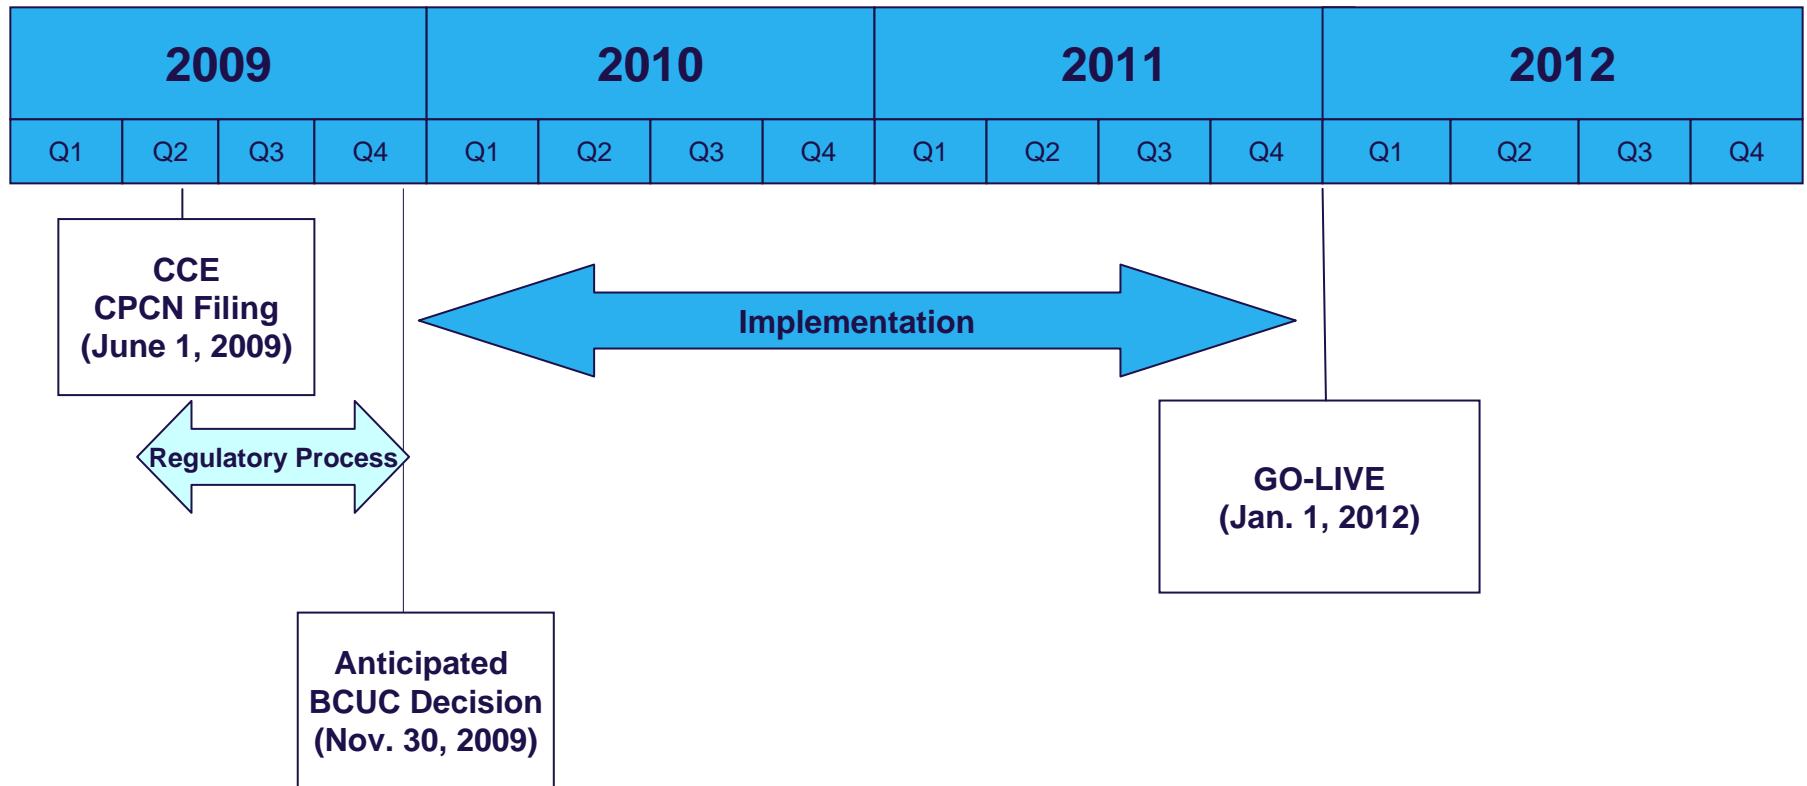 2009 2010 2011 2012
Q1 Q2 Q3 Q4 Q1 Q2 Q3 Q4 Q1 Q2 Q3 Q4 Q1 Q2 Q3 Q4
CCE
CPCN Filing
(June 1, 2009)
Implementation
Regulatory Process
GO-LIVE
(Jan. 1, 2012)
Anticipated
BCUC Decision
(Nov. 30, 2009)